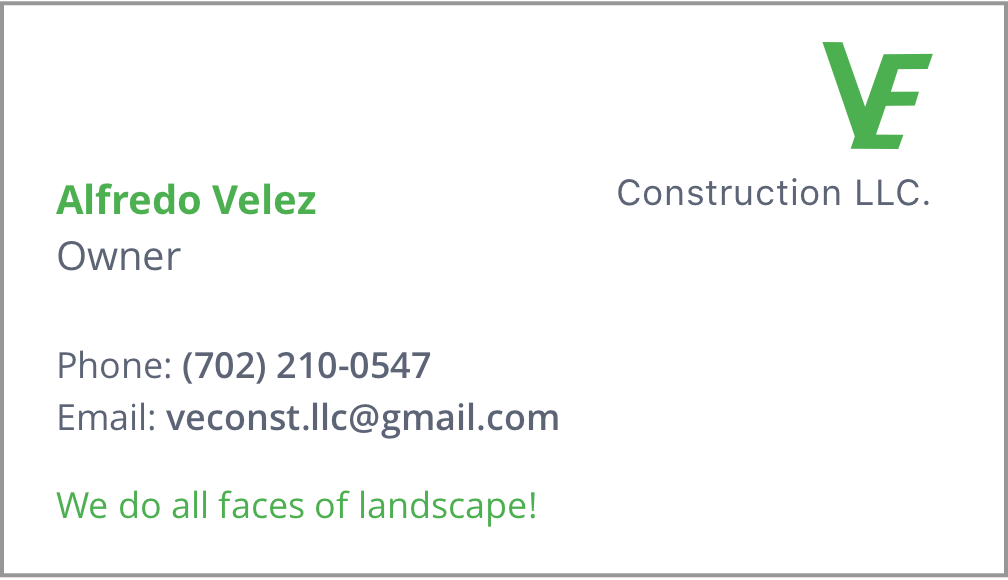 VE
Construction LLC.
Alfredo Velez
Owner
Phone: (702) 210-0547
Email: veconst.llc@gmail.com
We do all faces of landscape!